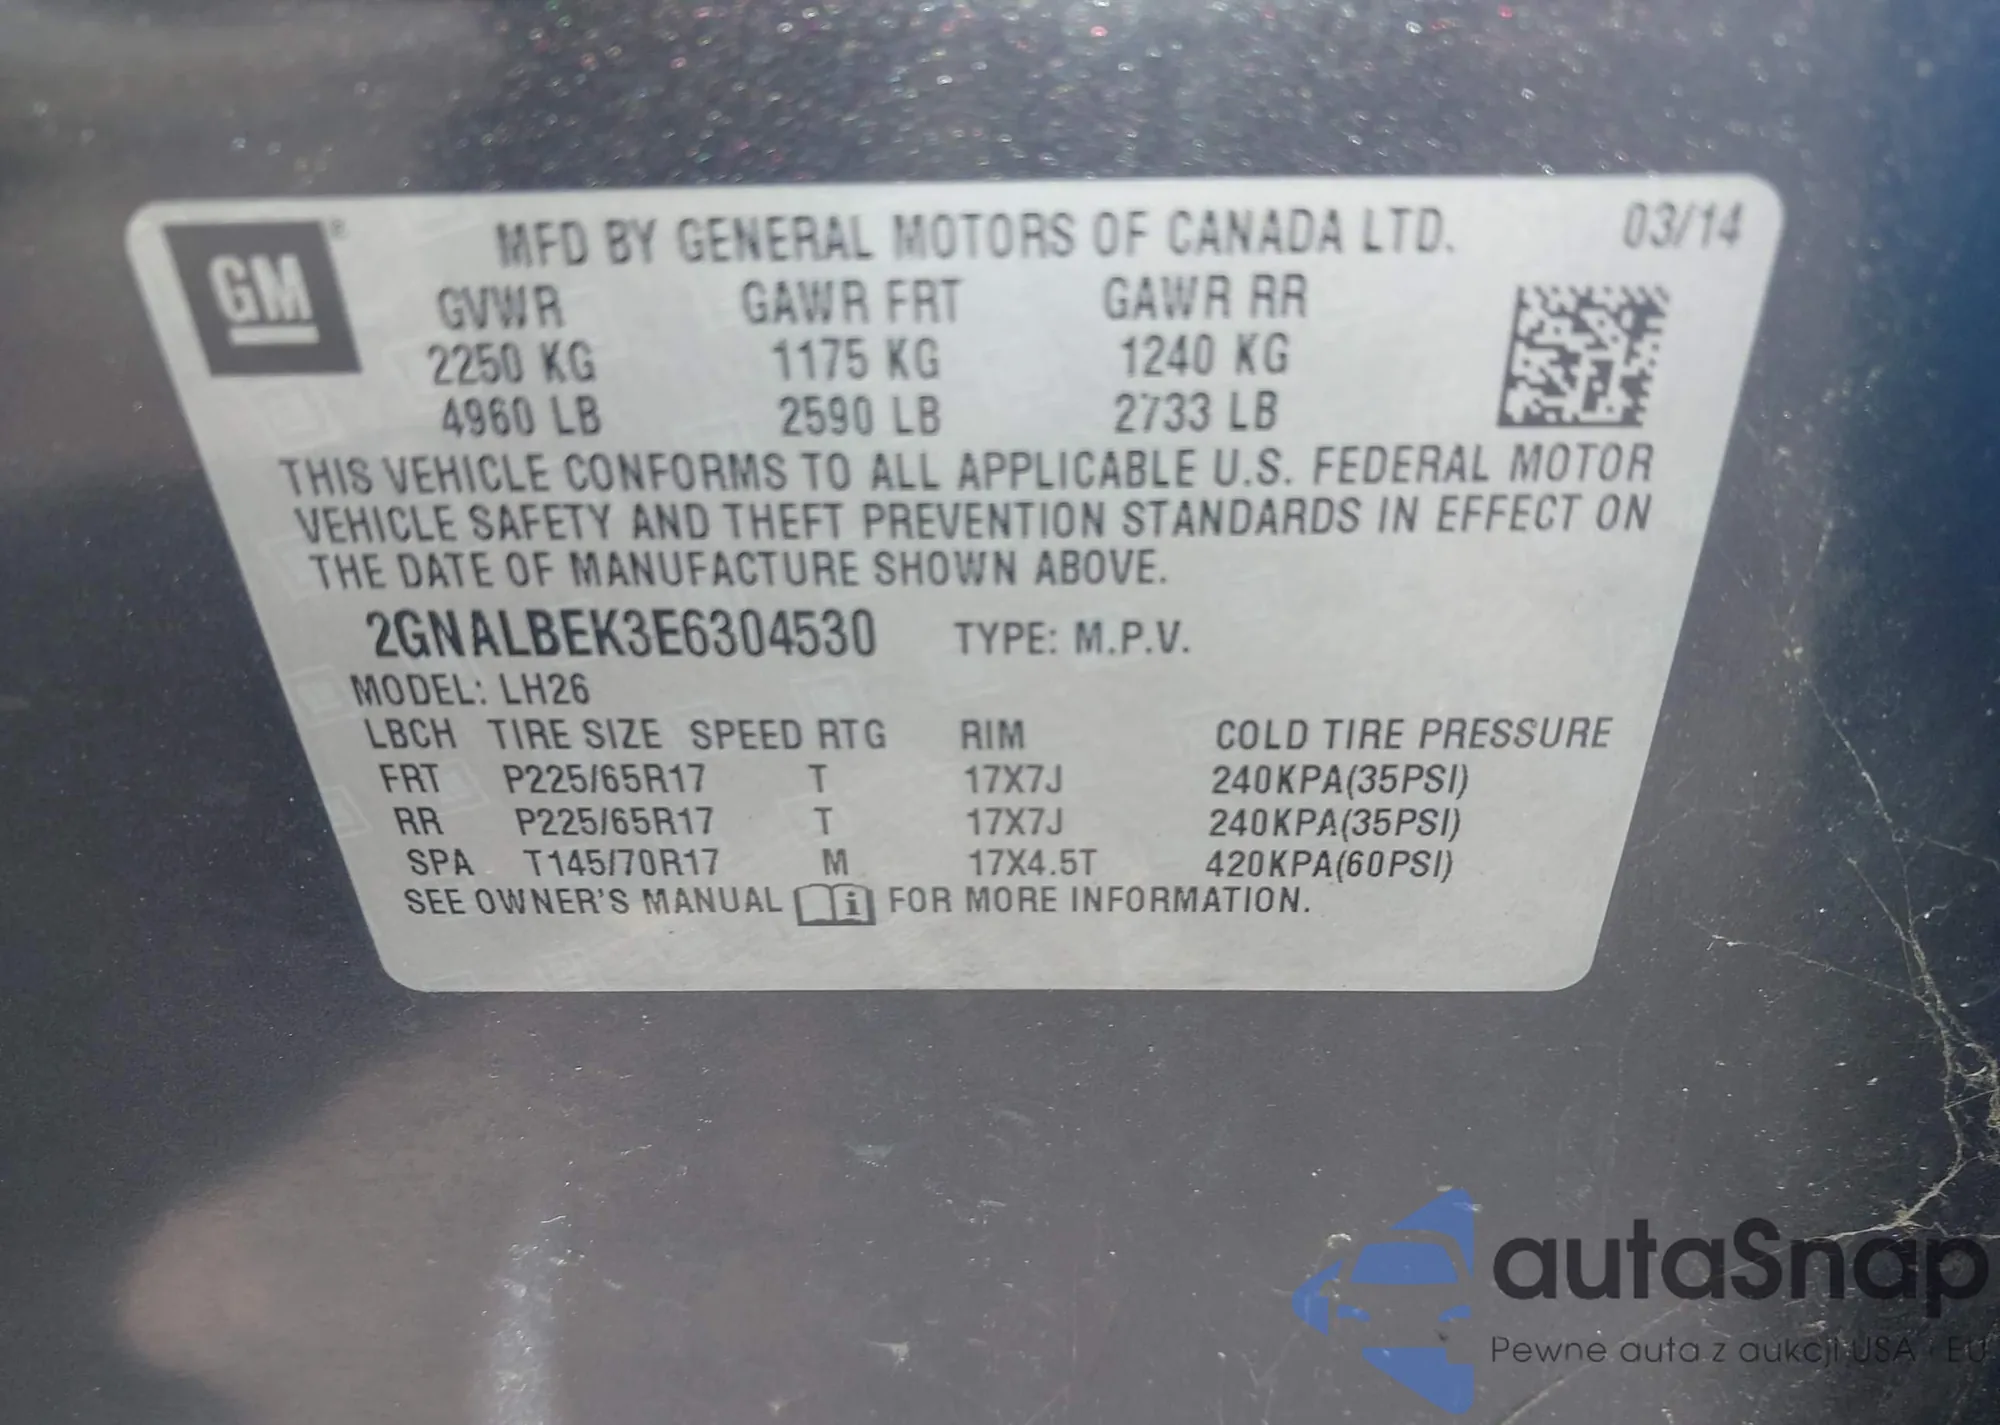 GM®
MFD BY GENERAL MOTORS OF CANADA LTD. 03/14
GVWR GAWR FRT GAWR RR
2250 KG 1175 KG 1240 KG
4960 LB 2590 LB 2733 LB
THIS VEHICLE CONFORMS TO ALL APPLICABLE U.S. FEDERAL MOTOR
VEHICLE SAFETY AND THEFT PREVENTION STANDARDS IN EFFECT ON
THE DATE OF MANUFACTURE SHOWN ABOVE.
2GNALBEK3E6304530 TYPE: M.P.V.
MODEL: LH26
LBCH TIRE SIZE SPEED RTG RIM COLD TIRE PRESSURE
FRT P225/65R17 T 17X7J 240KPA(35PSI)
RR P225/65R17 T 17X7J 240KPA(35PSI)
SPA T145/70R17 M 17X4.5T 420KPA(60PSI)
SEE OWNER'S MANUAL i FOR MORE INFORMATION.
autaSnap
Pewne auta z aukcji USA i EU